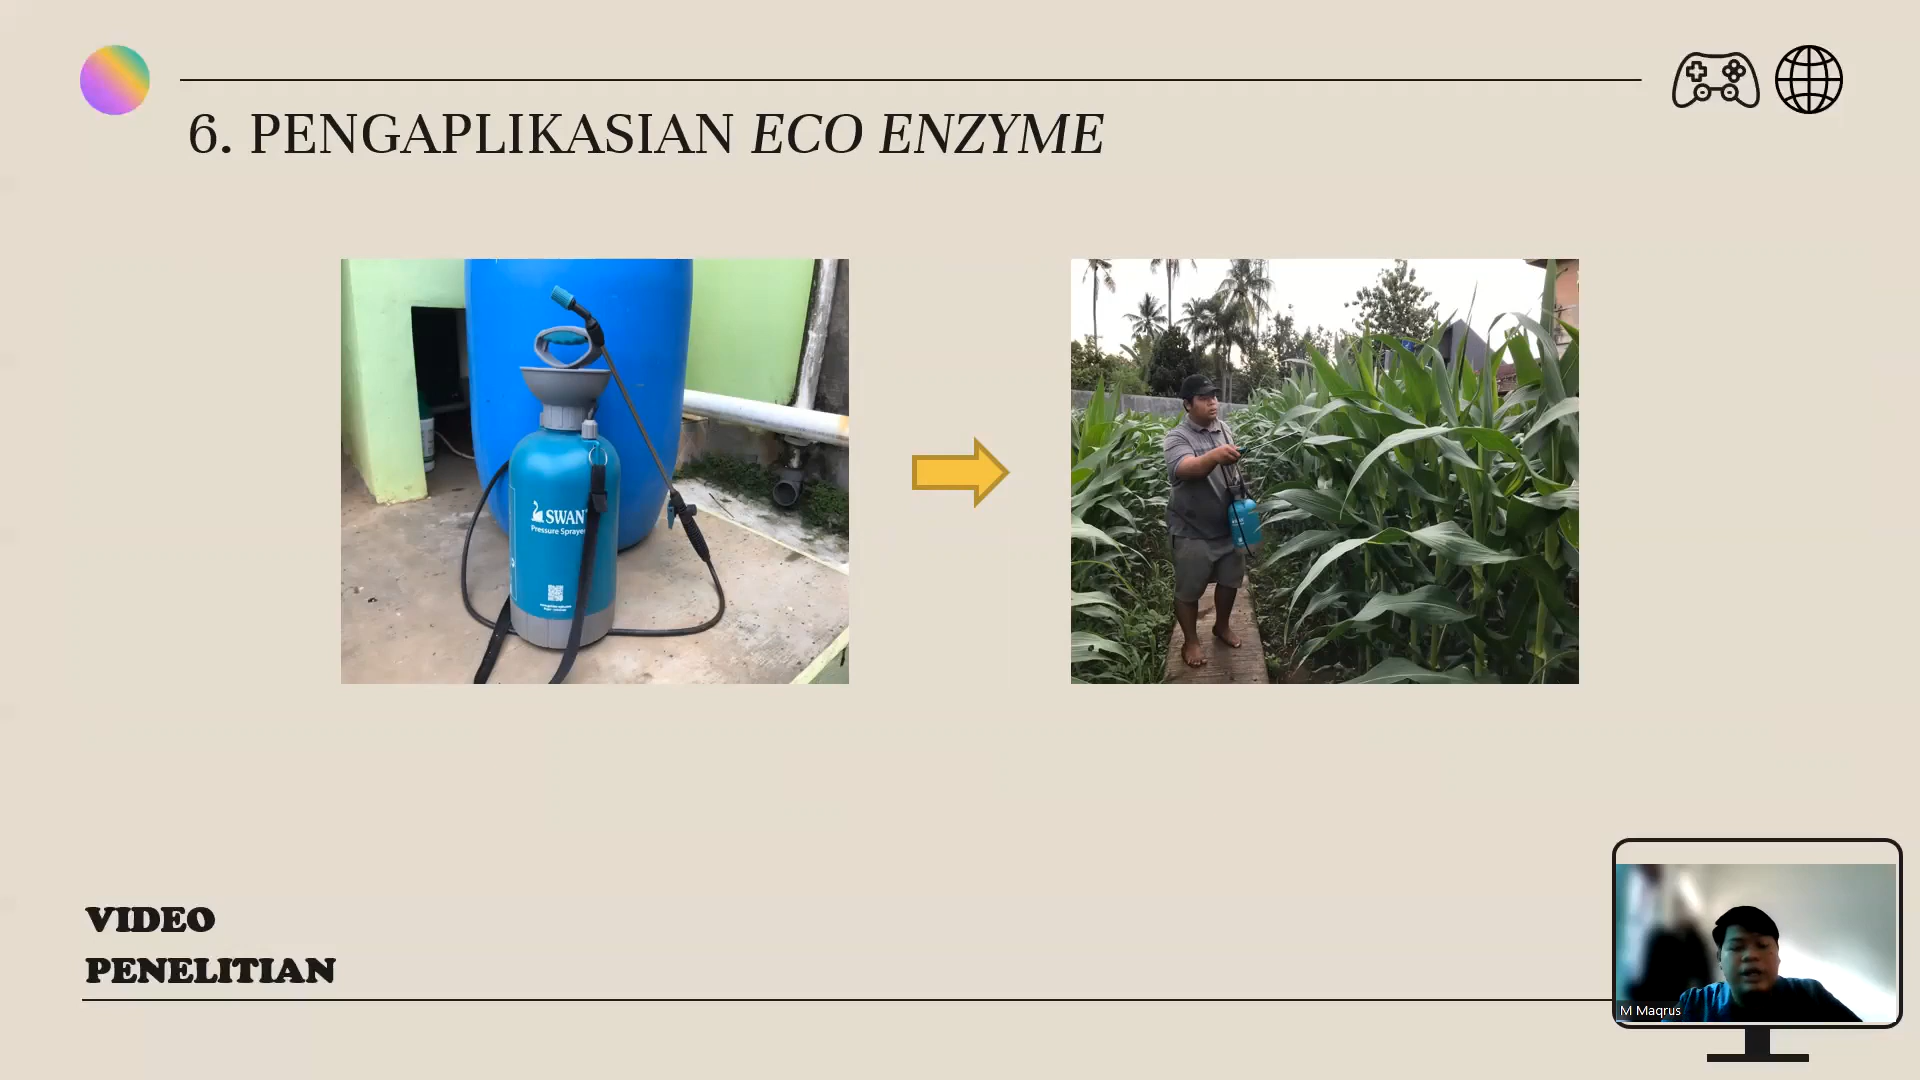 6. PENGAPLIKASIAN ECO ENZYME
SWAN
Pressure Sprayer
VIDEO
PENELITIAN
M Maqrus